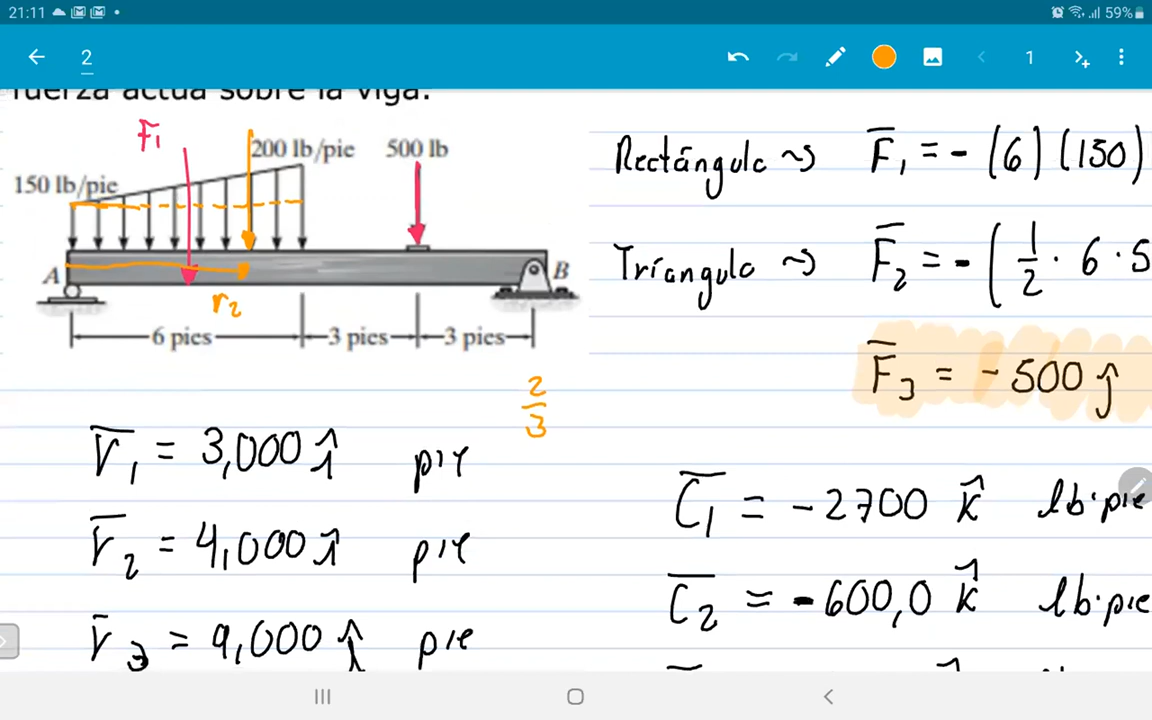 21:11
59%
2
1
fuerza actúa sobre la viga.
F1
200 lb/pie
500 lb
150 lb/pie
A
B
r2
6 pies
3 pies
3 pies
2/3
Rectángulo ~> F̅1 = - (6)(150)
Triángulo ~> F̅2 = - (1/2 · 6 · 5
F̅3 = - 500 ĵ
r̅1 = 3,000 î pie
r̅2 = 4,000 î pie
r̅3 = 9,000 î pie
C̅1 = - 2700 k̂ lb·pie
C̅2 = - 600,0 k̂ lb·pie